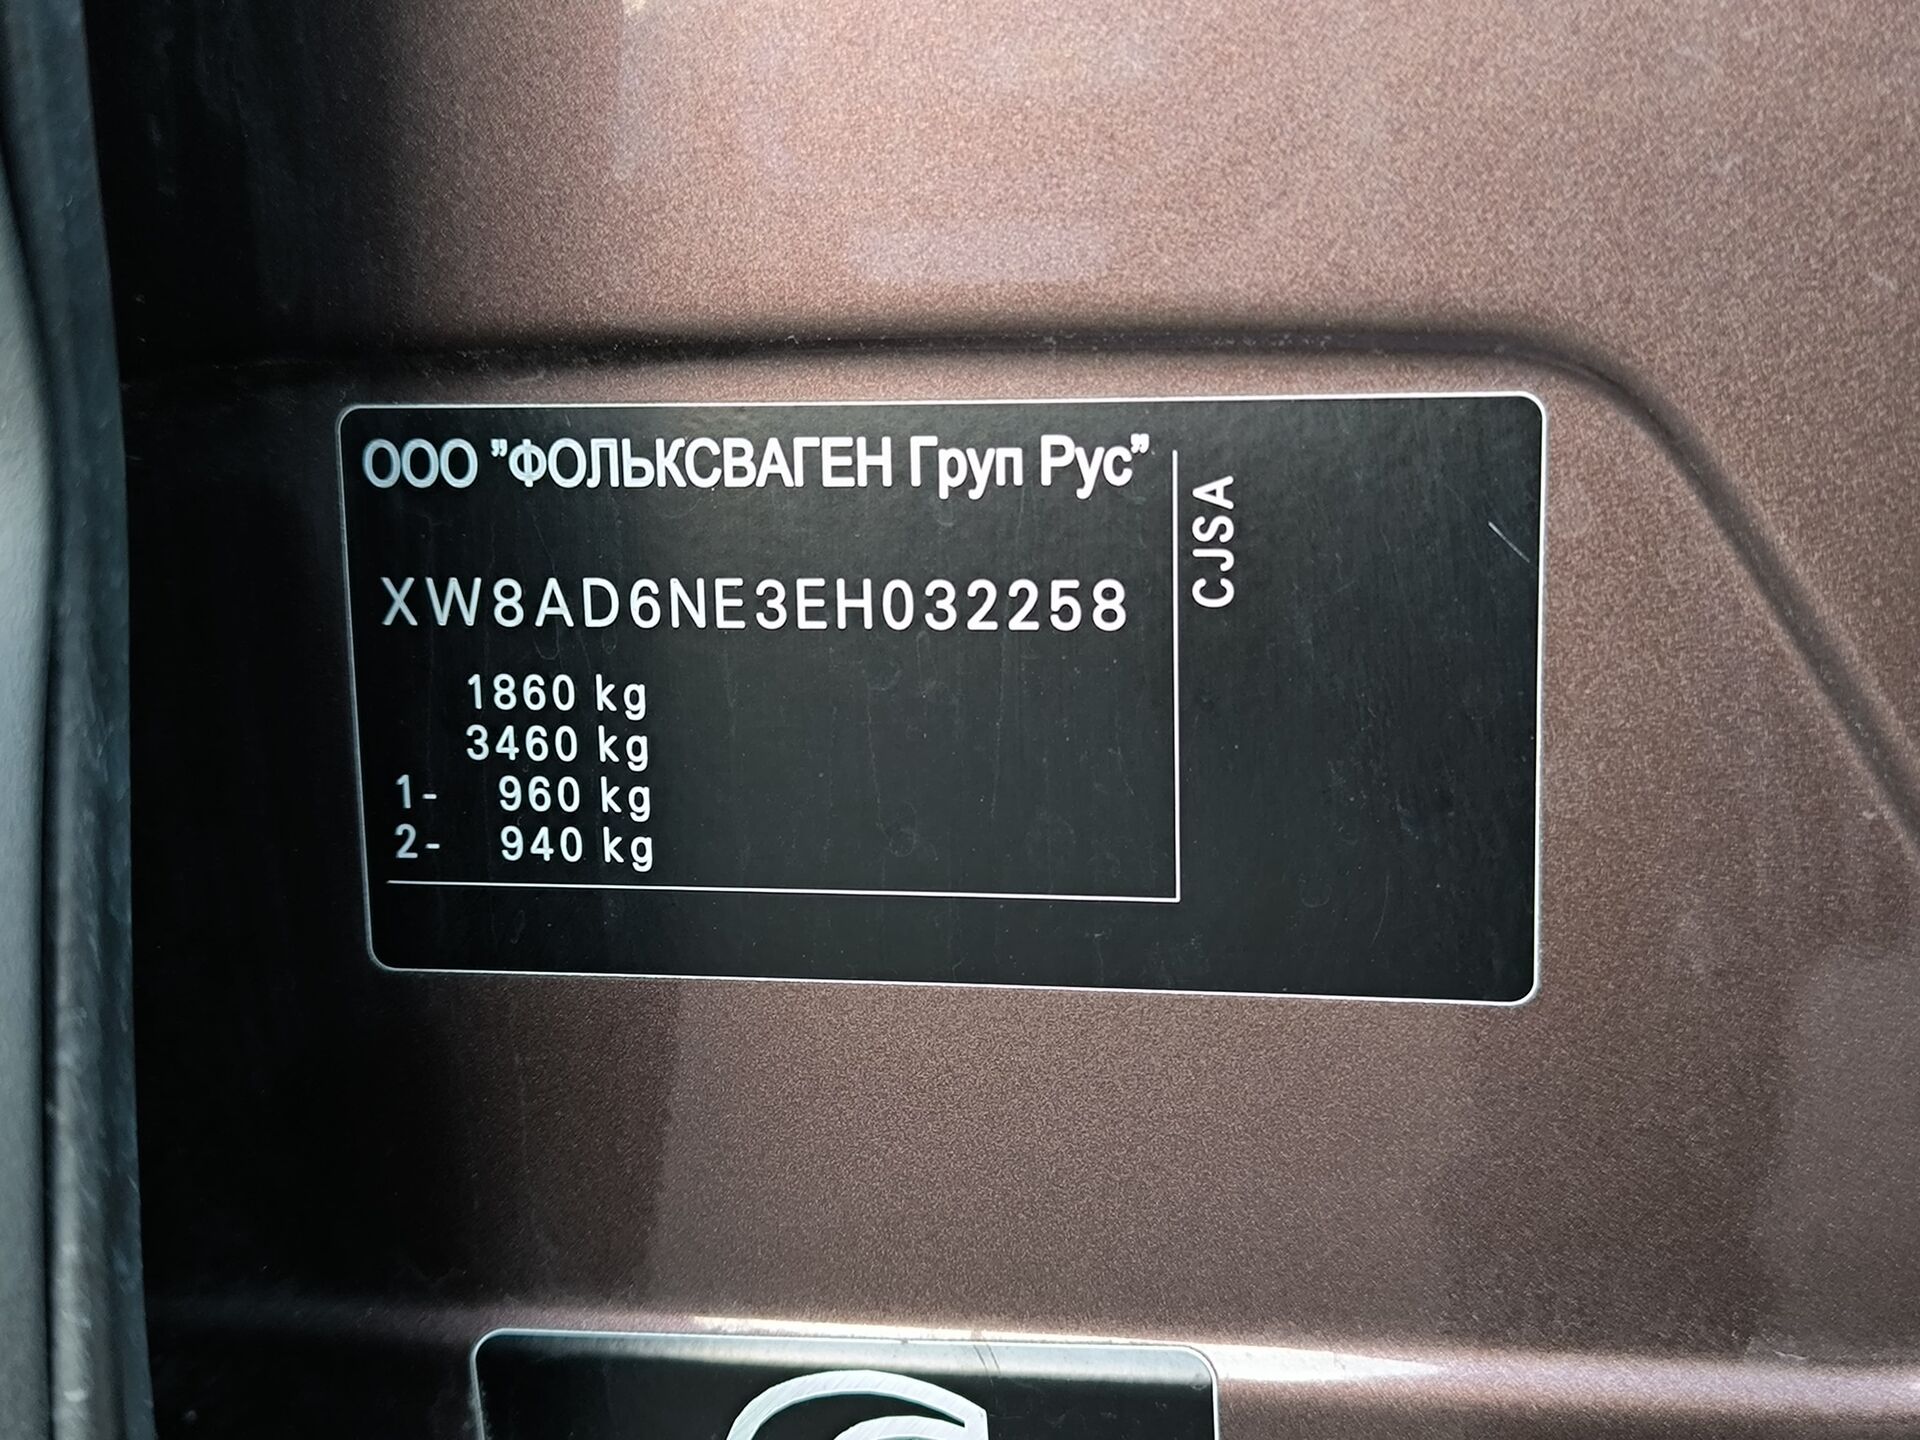 ООО "ФОЛЬКСВАГЕН Груп Рус"
XW8AD6NE3EH032258
1860 kg
3460 kg
1- 960 kg
2- 940 kg
CJSA